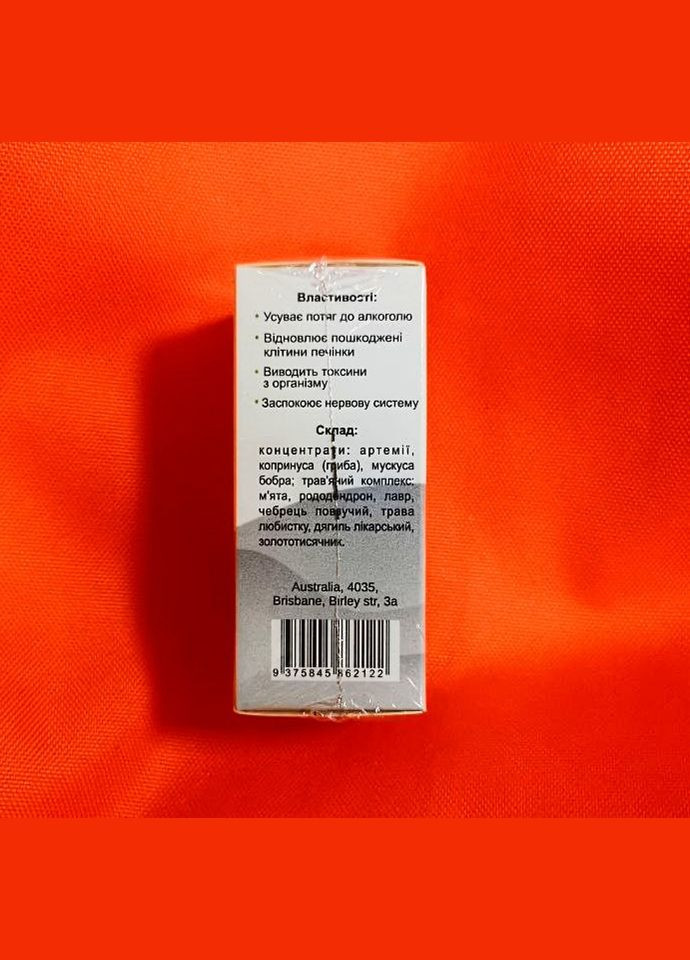 Властивості:
• Усуває потяг до алкоголю
• Відновлює пошкоджені
клітини печінки
• Виводить токсини
з організму
• Заспокоює нервову систему
Склад:
концентрати: артемії,
копринуса (гриба), мускуса
бобра; трав'яний комплекс:
м'ята, рододендрон, лавр,
чебрець повзучий, трава
любистку, дягиль лікарський,
золототисячник.
Australia, 4035,
Brisbane, Birley str, 3a
9 375845 862122